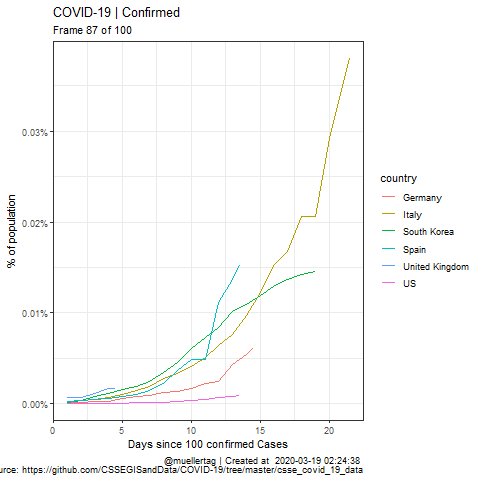 COVID-19 | Confirmed
Frame 87 of 100
% of population
0.03%
0.02%
0.01%
0.00%
0
5
10
15
20
Days since 100 confirmed Cases
country
Germany
Italy
South Korea
Spain
United Kingdom
US
@muellertag | Created at 2020-03-19 02:24:38
urce: https://github.com/CSSEGISandData/COVID-19/tree/master/csse_covid_19_data